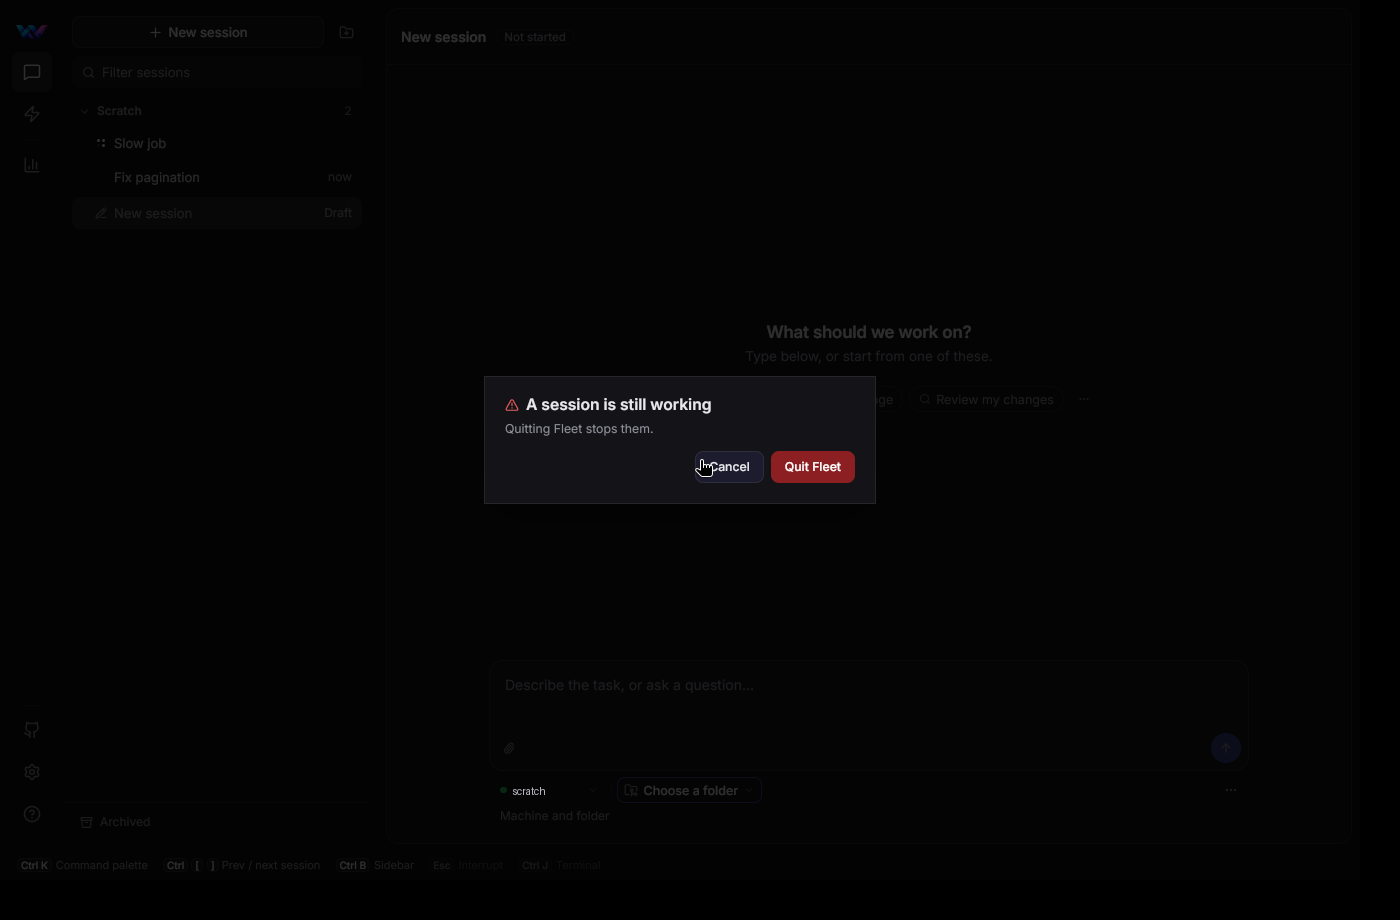 New session
Filter sessions
Scratch 2
Slow job
Fix pagination now
New session Draft
Archived
New session Not started
What should we work on?
Type below, or start from one of these.
Review my changes
A session is still working
Quitting Fleet stops them.
Cancel Quit Fleet
Describe the task, or ask a question...
scratch Choose a folder
Machine and folder
Ctrl K Command palette Ctrl [ ] Prev / next session Ctrl B Sidebar Esc Interrupt Ctrl J Terminal